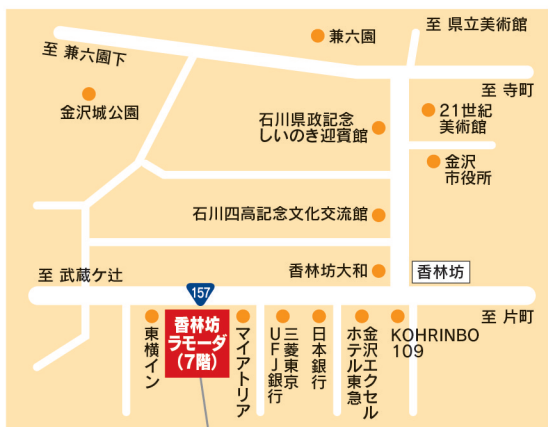 至 県立美術館
兼六園
至 兼六園下
至 寺町
金沢城公園
21世紀
美術館
石川県政記念
しいのき迎賓館
金沢
市役所
石川四高記念文化交流館
香林坊大和
香林坊
至 武蔵ケ辻
157
至 片町
東横イン
香林坊
ラモーダ
(7階)
マイアトリア
三菱東京
UFJ銀行
日本銀行
金沢エクセル
ホテル東急
KOHRINBO
109